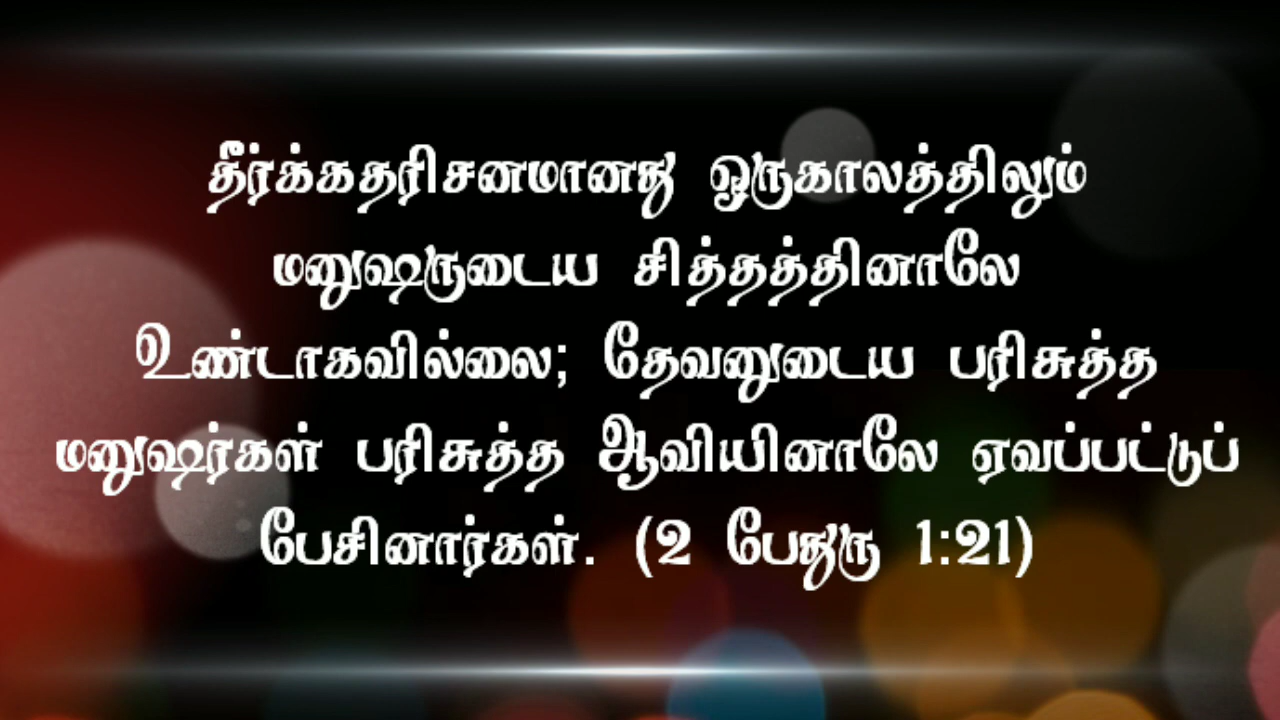 தீர்க்கதரிசனமானது ஒருகாலத்திலும்
மனுஷருடைய சித்தத்தினாலே
உண்டாகவில்லை; தேவனுடைய பரிசுத்த
மனுஷர்கள் பரிசுத்த ஆவியினாலே ஏவப்பட்டுப்
பேசினார்கள். (2 பேதுரு 1:21)